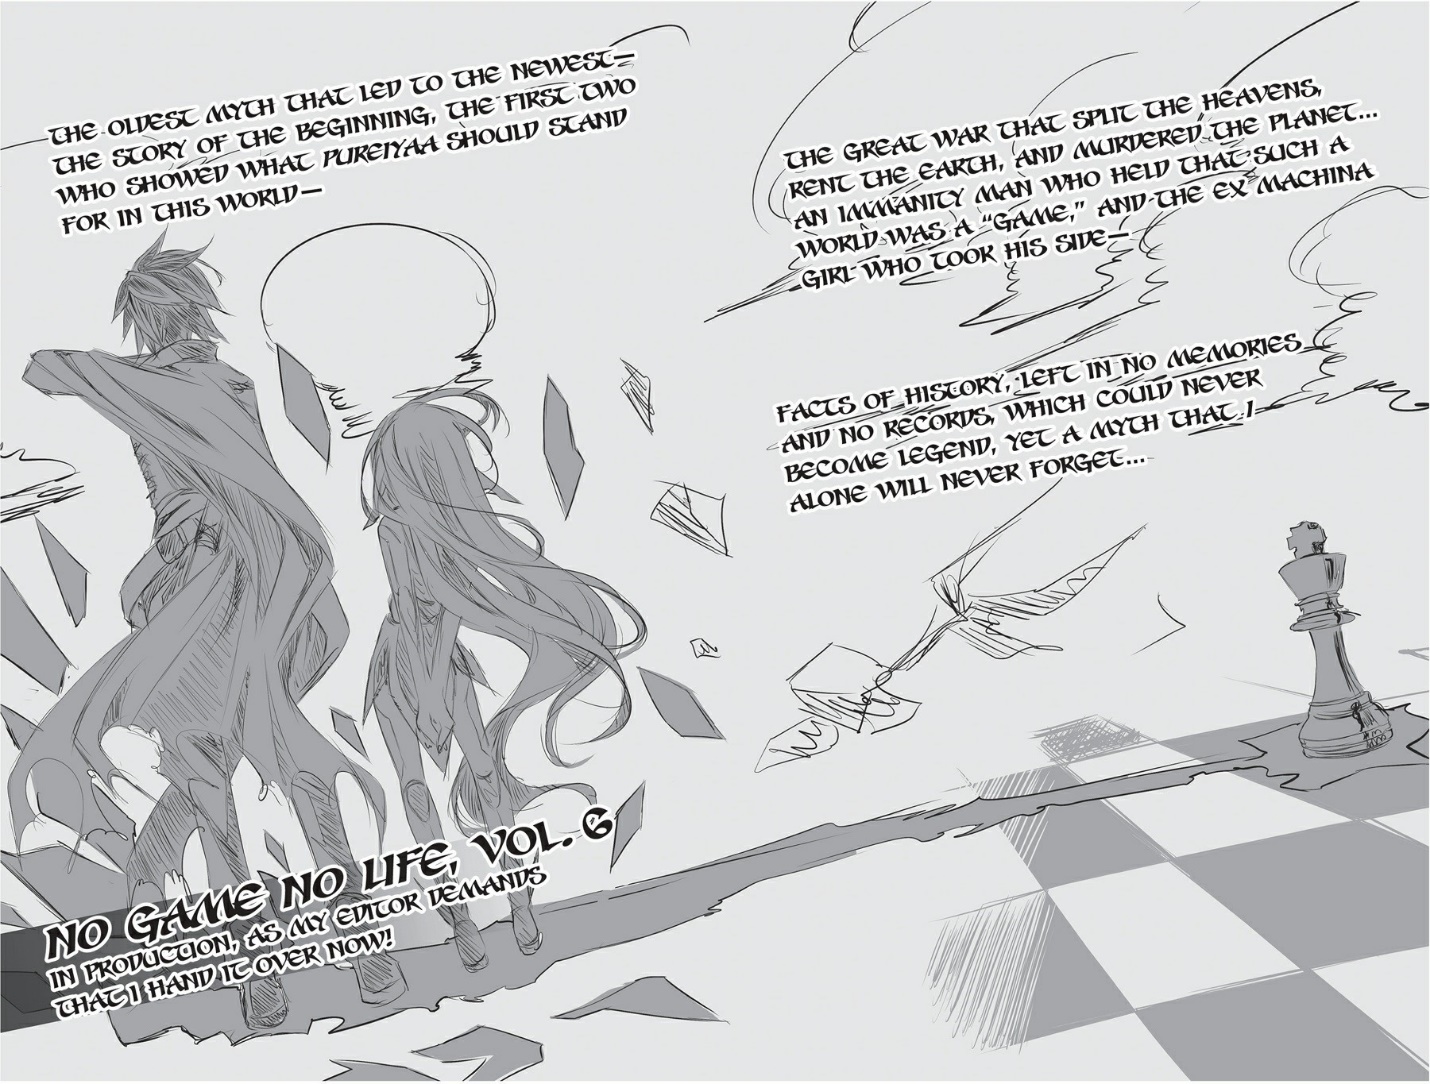 THE OLDEST MYTH THAT LED TO THE NEWEST—
THE STORY OF THE BEGINNING, THE FIRST TWO
WHO SHOWED WHAT PUREIYAA SHOULD STAND
FOR IN THIS WORLD—
THE GREAT WAR THAT SPLIT THE HEAVENS,
RENT THE EARTH, AND MURDERED THE PLANET...
AN IMMANITY MAN WHO HELD THAT SUCH A
WORLD WAS A “GAME,” AND THE EX MACHINA
GIRL WHO TOOK HIS SIDE—
FACTS OF HISTORY, LEFT IN NO MEMORIES
AND NO RECORDS, WHICH COULD NEVER
BECOME LEGEND, YET A MYTH THAT I
ALONE WILL NEVER FORGET...
NO GAME NO LIFE, VOL. 6
IN PRODUCTION, AS MY EDITOR DEMANDS
THAT I HAND IT OVER NOW!